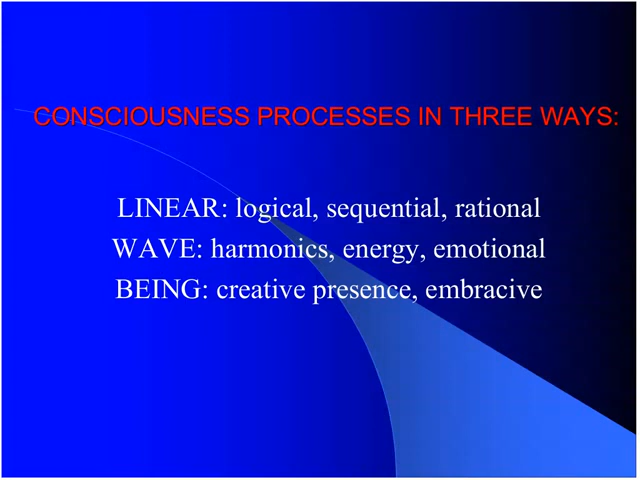 CONSCIOUSNESS PROCESSES IN THREE WAYS:
LINEAR: logical, sequential, rational
WAVE: harmonics, energy, emotional
BEING: creative presence, embracive